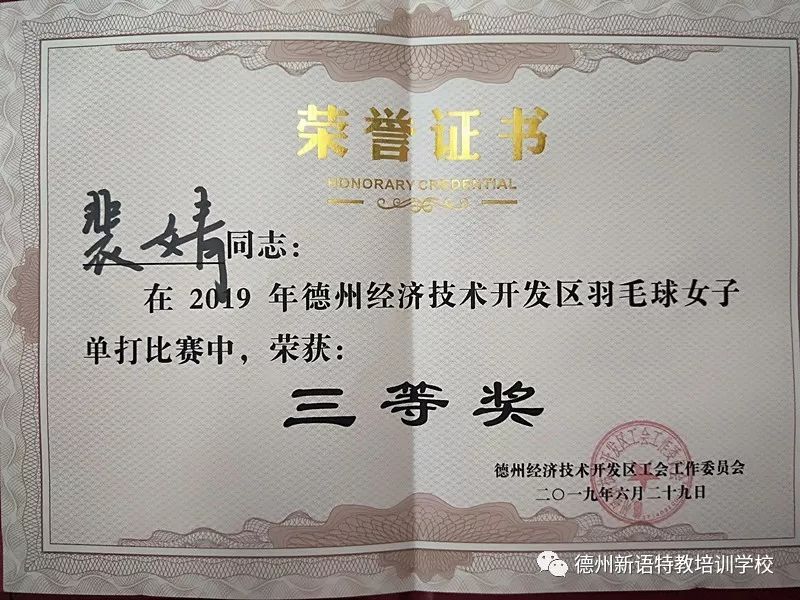 荣誉证书
HONORARY CREDENTIAL
裴婧同志：
在 2019 年德州经济技术开发区羽毛球女子
单打比赛中，荣获：
三等奖
德州经济技术开发区工会工作委员会
二〇一九年六月二十九日
德州新语特教培训学校